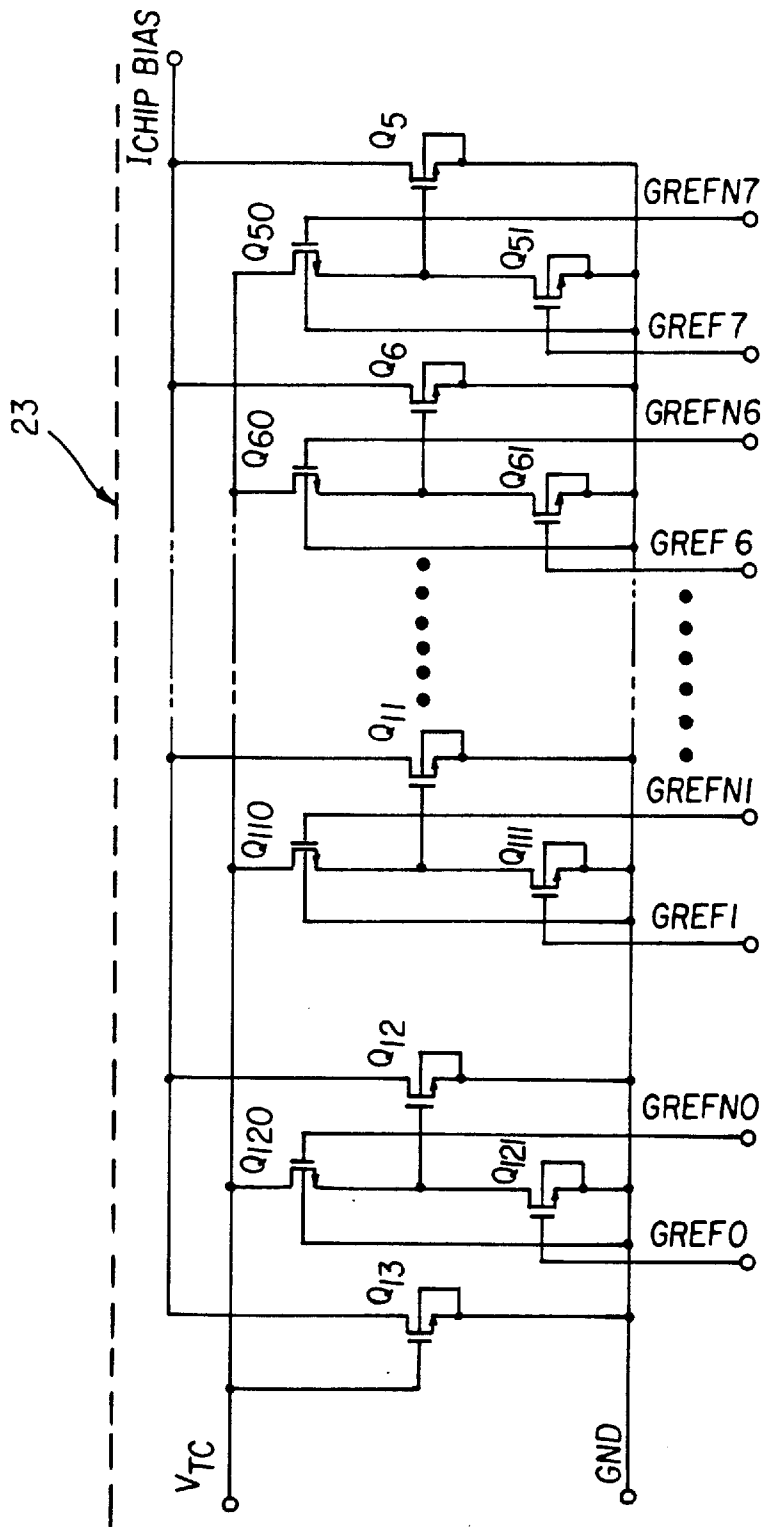 23
I CHIP BIAS
Q5
Q50
GREFN7
Q51
GREF7
Q6
Q60
GREFN6
Q61
GREF6
Q11
Q110
GREFN1
Q111
GREF1
Q12
Q120
GREFN0
Q121
GREF0
Q13
VTC
GND